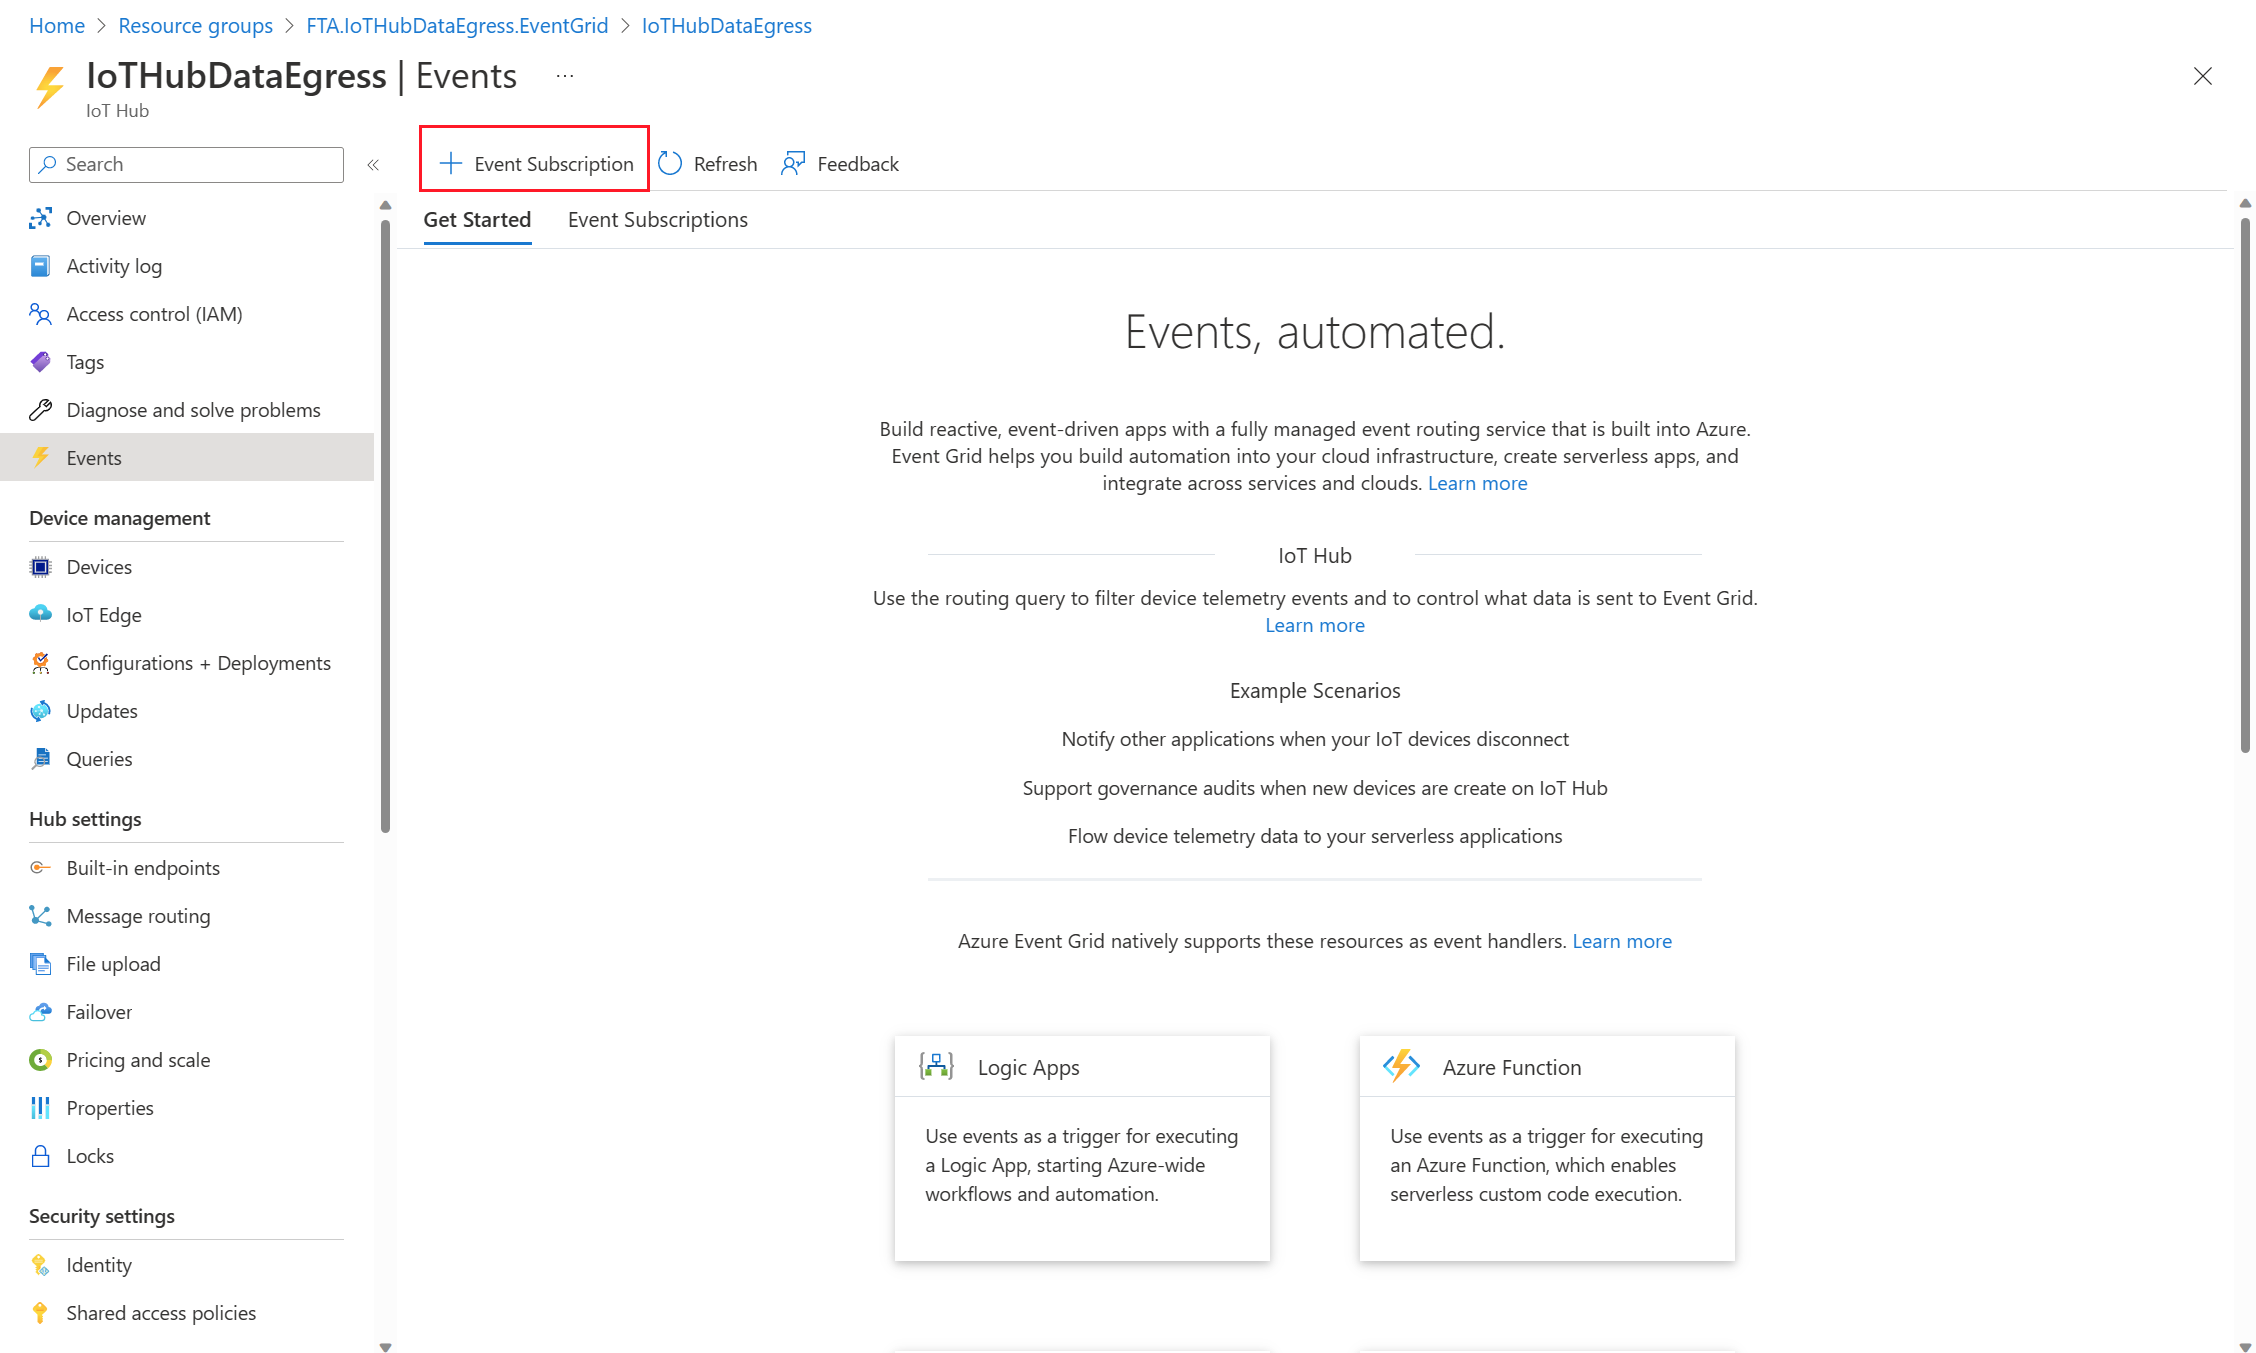 Home > Resource groups > FTA.IoTHubDataEgress.EventGrid > IoTHubDataEgress
IoTHubDataEgress | Events ...
IoT Hub
Search
Overview
Activity log
Access control (IAM)
Tags
Diagnose and solve problems
Events
Device management
Devices
IoT Edge
Configurations + Deployments
Updates
Queries
Hub settings
Built-in endpoints
Message routing
File upload
Failover
Pricing and scale
Properties
Locks
Security settings
Identity
Shared access policies
Event Subscription Refresh Feedback
Get Started Event Subscriptions
Events, automated.
Build reactive, event-driven apps with a fully managed event routing service that is built into Azure.
Event Grid helps you build automation into your cloud infrastructure, create serverless apps, and
integrate across services and clouds. Learn more
IoT Hub
Use the routing query to filter device telemetry events and to control what data is sent to Event Grid.
Learn more
Example Scenarios
Notify other applications when your IoT devices disconnect
Support governance audits when new devices are create on IoT Hub
Flow device telemetry data to your serverless applications
Azure Event Grid natively supports these resources as event handlers. Learn more
Logic Apps
Use events as a trigger for executing
a Logic App, starting Azure-wide
workflows and automation.
Azure Function
Use events as a trigger for executing
an Azure Function, which enables
serverless custom code execution.